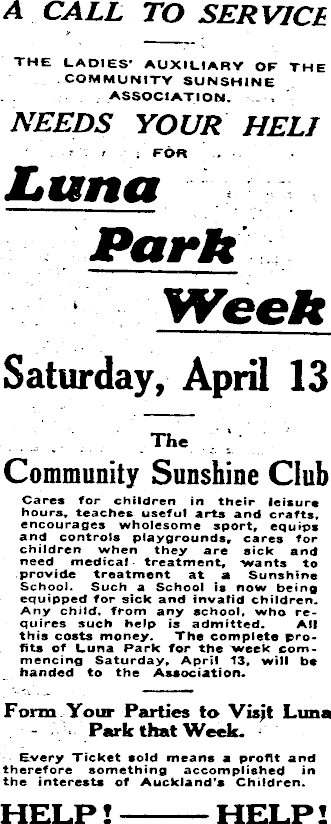 A CALL TO SERVICE
THE LADIES' AUXILIARY OF THE
COMMUNITY SUNSHINE
ASSOCIATION.
NEEDS YOUR HELP
FOR
Luna
Park
Week
Saturday, April 13
The
Community Sunshine Club
Cares for children in their leisure
hours, teaches useful arts and crafts,
encourages wholesome sport, equips
and controls playgrounds, cares for
children when they are sick and
need medical treatment, wants to
provide treatment at a Sunshine
School. Such a School is now being
equipped for sick and invalid children.
Any child, from any school, who re-
quires such help is admitted. All
this costs money. The complete pro-
fits of Luna Park for the week com-
mencing Saturday, April 13, will be
handed to the Association.
Form Your Parties to Visit Luna
Park that Week.
Every Ticket sold means a profit and
therefore something accomplished in
the interests of Auckland's Children.
HELP! — HELP!